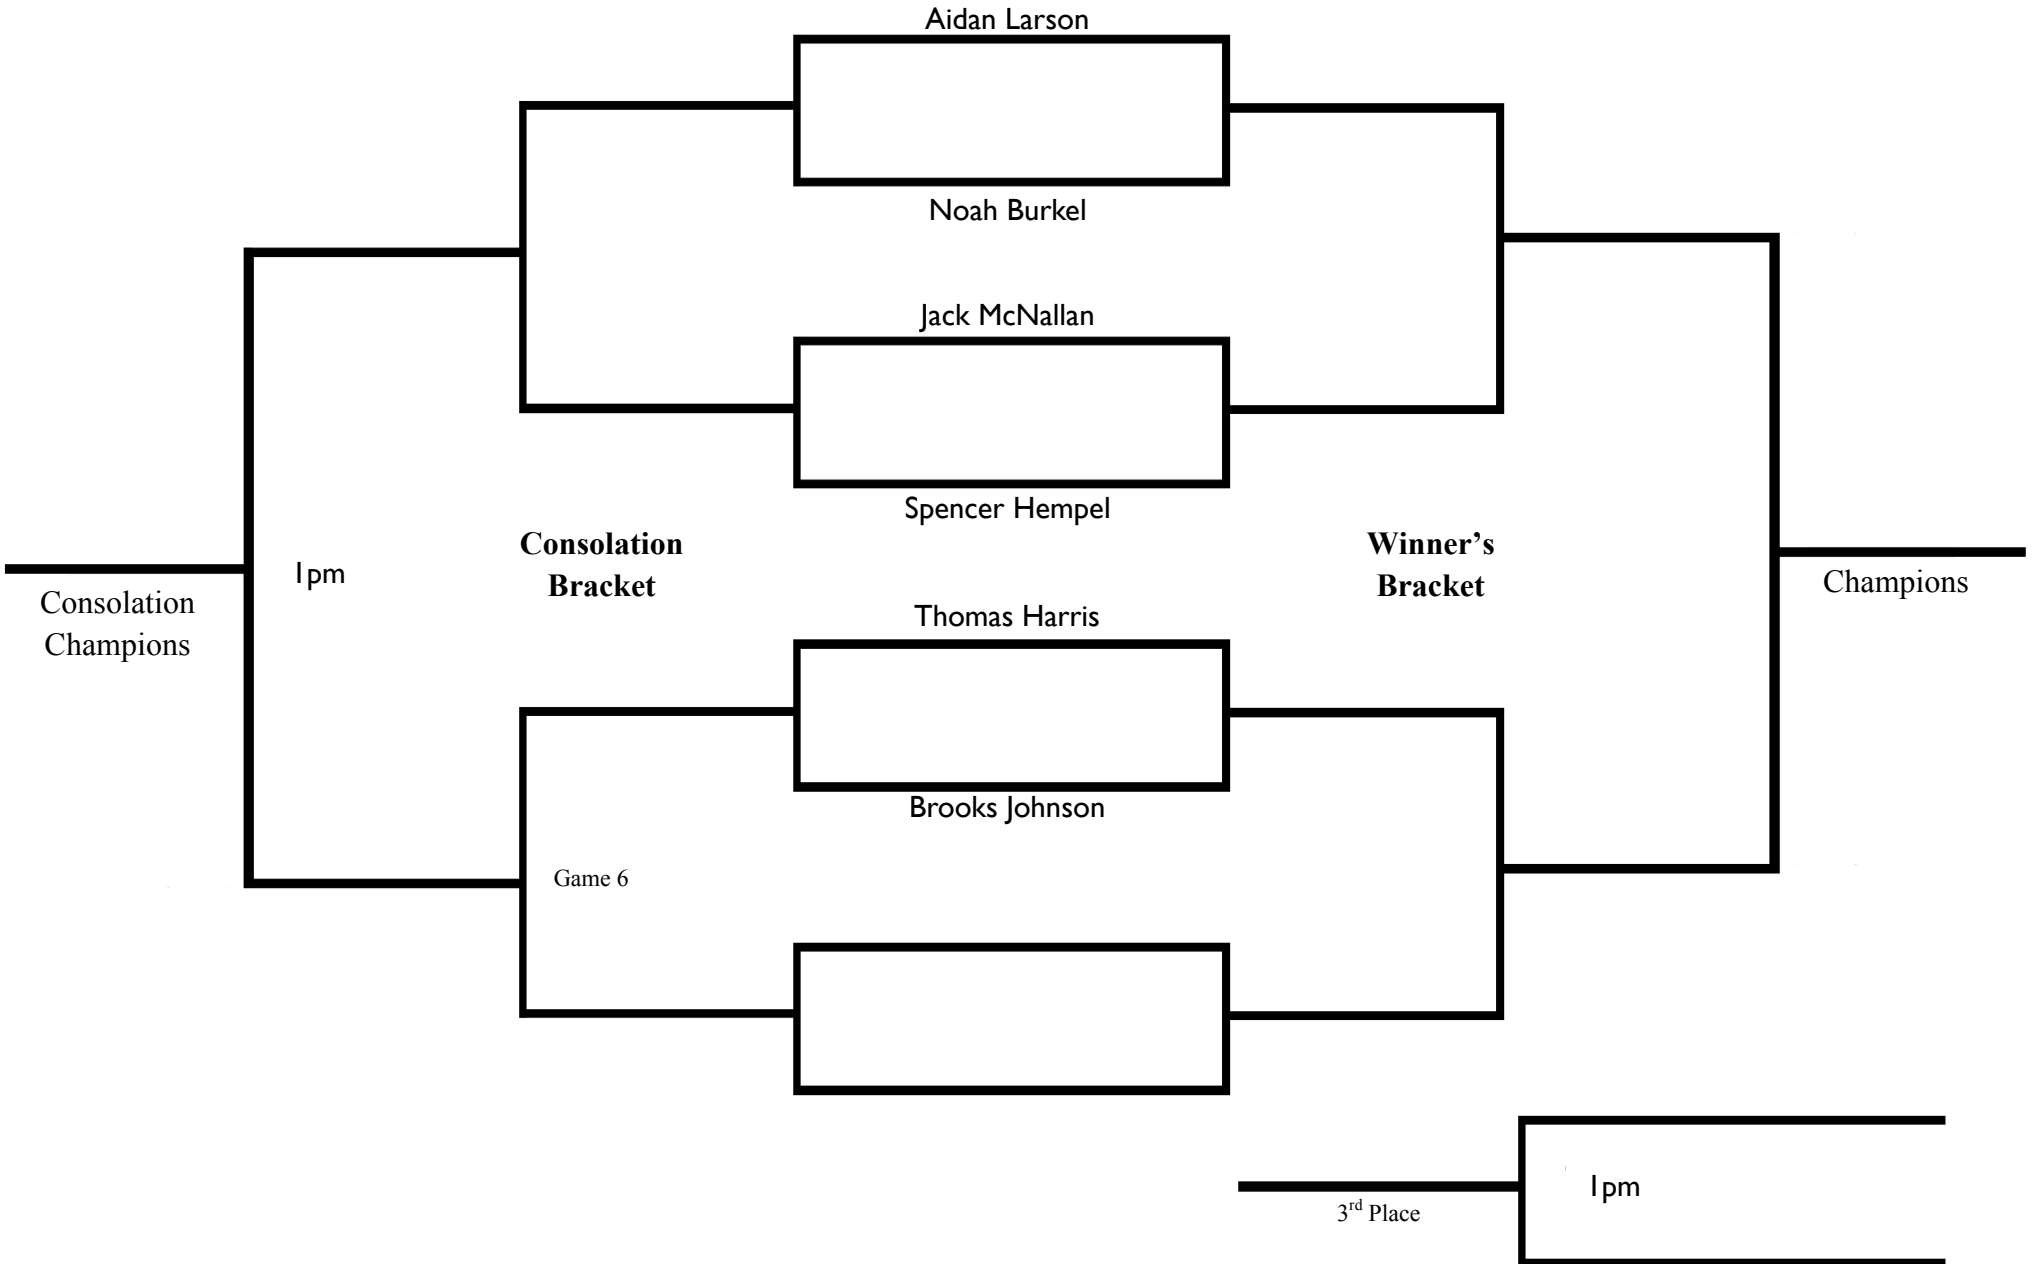 Aidan Larson
Noah Burkel
Jack McNallan
Spencer Hempel
Consolation
Bracket
Winner’s
Bracket
1pm
Consolation
Champions
Champions
Thomas Harris
Brooks Johnson
Game 6
1pm
3rd Place